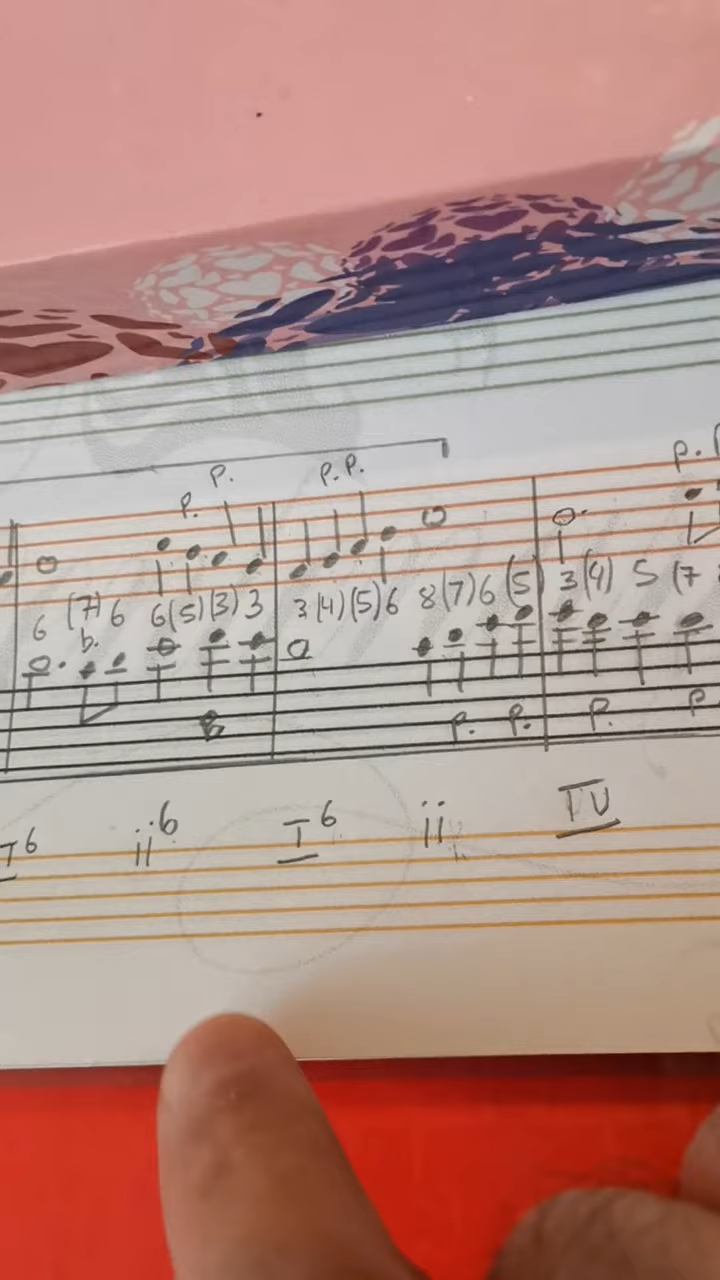 p. p. p. p. p.
6 (7) 6 6 (5) (3) 3 3 (4) (5) 6 8 (7) 6 (5) 3 (4) 5 (7
b.
p. p. p. p
I6 ii6 I6 ii IV